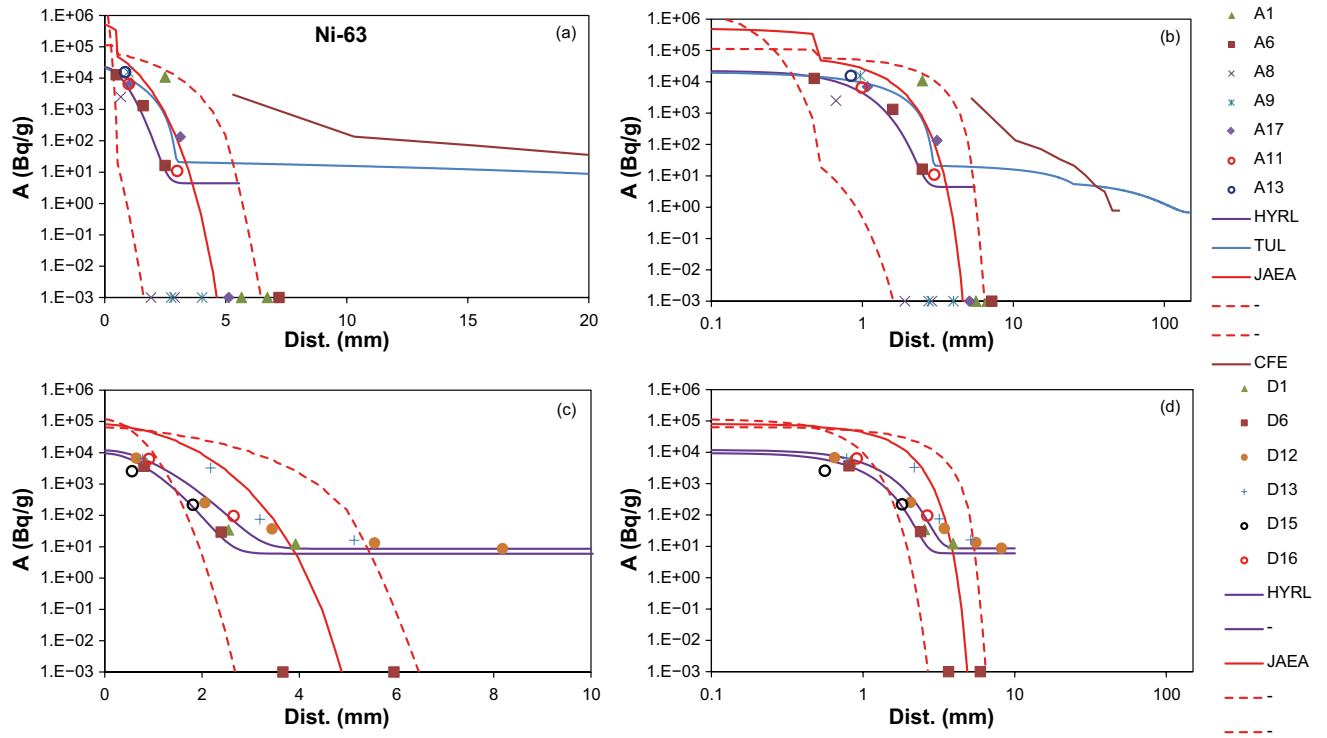 Ni-63
(a)
A (Bq/g)
1.E+06
1.E+05
1.E+04
1.E+03
1.E+02
1.E+01
1.E+00
1.E−01
1.E−02
1.E−03
0 5 10 15 20
Dist. (mm)
(b)
A (Bq/g)
1.E+06
1.E+05
1.E+04
1.E+03
1.E+02
1.E+01
1.E+00
1.E−01
1.E−02
1.E−03
0.1 1 10 100
Dist. (mm)
(c)
A (Bq/g)
1.E+06
1.E+05
1.E+04
1.E+03
1.E+02
1.E+01
1.E+00
1.E−01
1.E−02
1.E−03
0 2 4 6 8 10
Dist. (mm)
(d)
A (Bq/g)
1.E+06
1.E+05
1.E+04
1.E+03
1.E+02
1.E+01
1.E+00
1.E−01
1.E−02
1.E−03
0.1 1 10 100
Dist. (mm)
A1
A6
A8
A9
A17
A11
A13
HYRL
TUL
JAEA
-
-
CFE
D1
D6
D12
D13
D15
D16
HYRL
-
JAEA
-
-